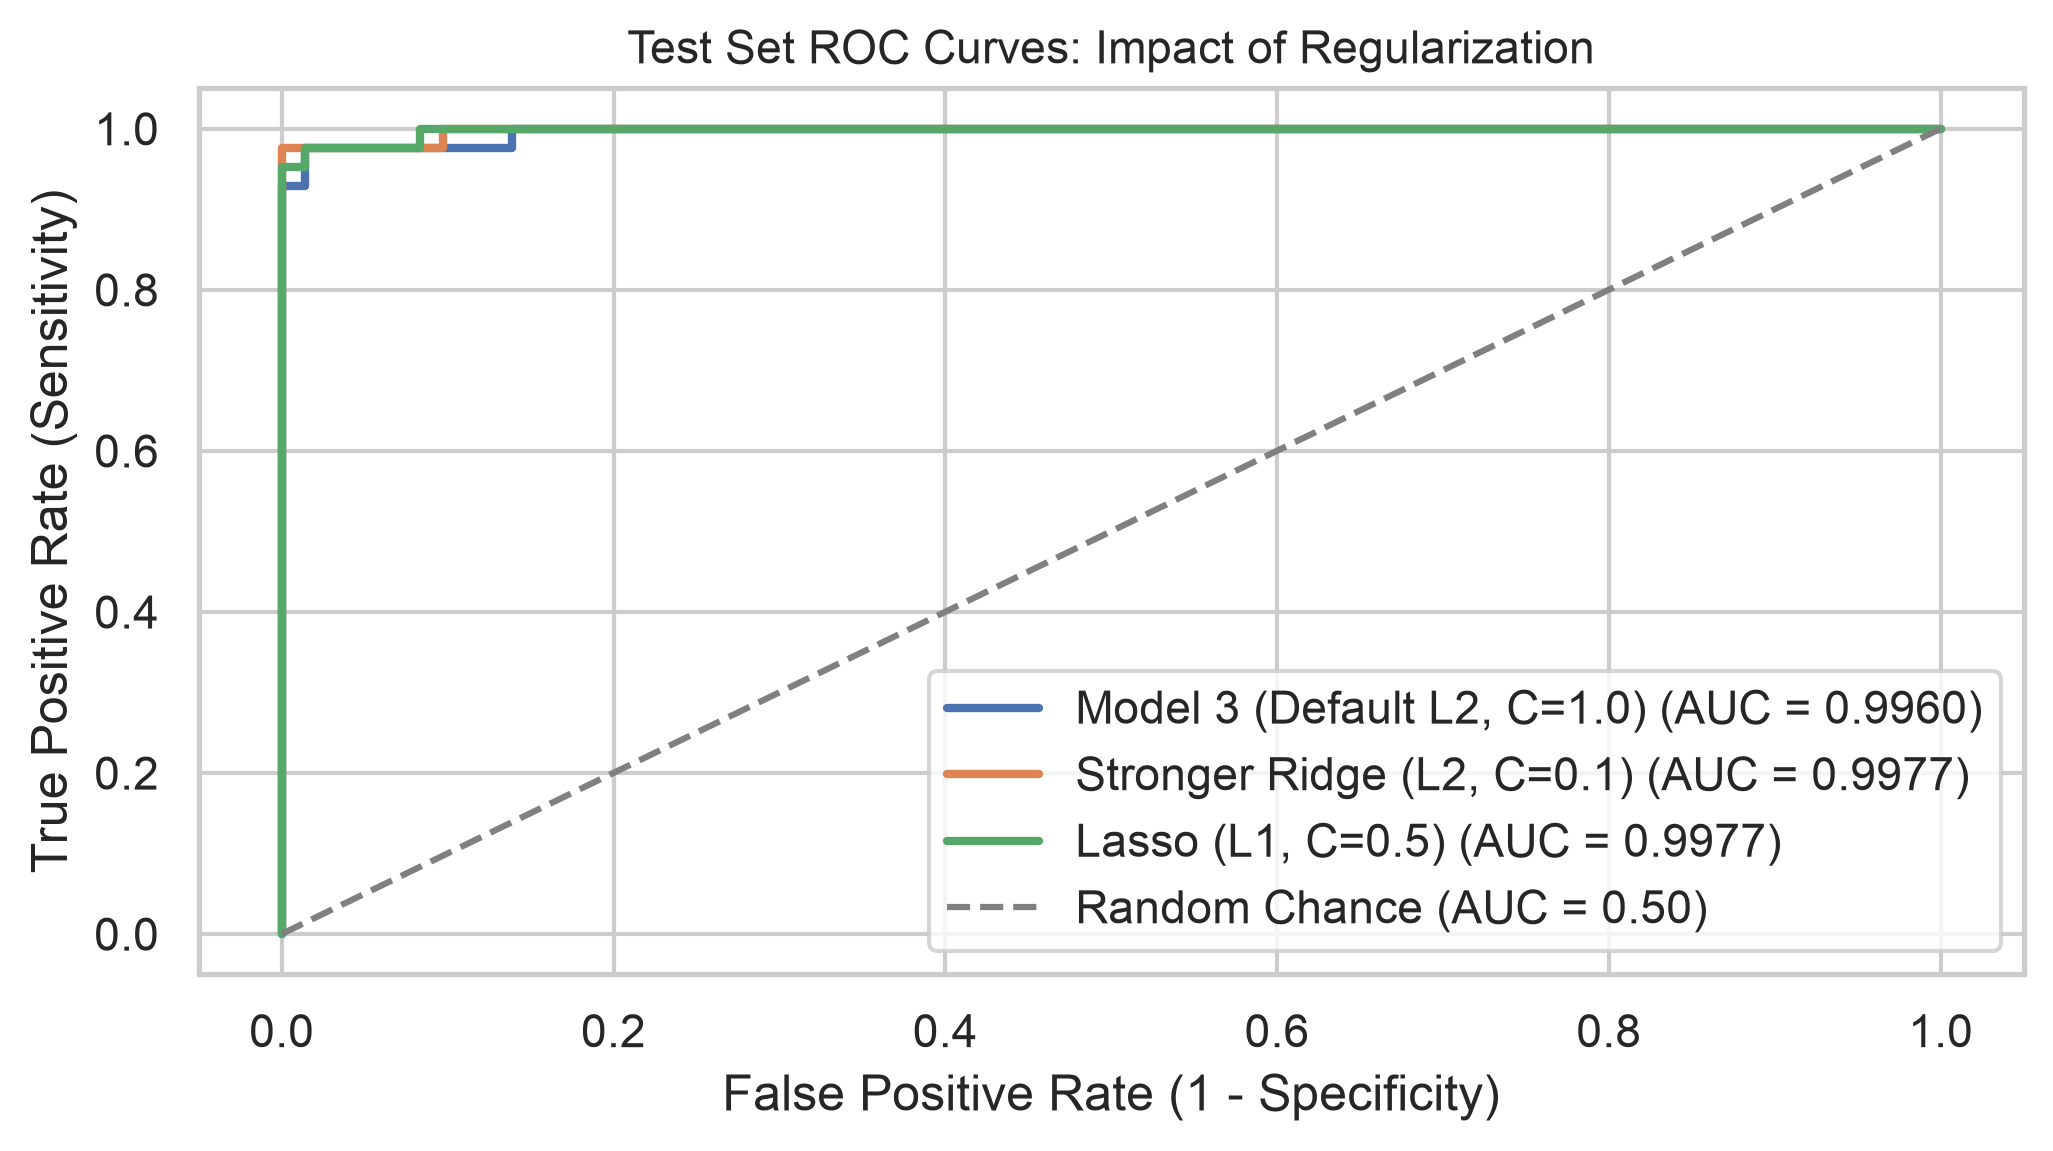 Test Set ROC Curves: Impact of Regularization
True Positive Rate (Sensitivity)
1.0
0.8
0.6
0.4
0.2
0.0
Model 3 (Default L2, C=1.0) (AUC = 0.9960)
Stronger Ridge (L2, C=0.1) (AUC = 0.9977)
Lasso (L1, C=0.5) (AUC = 0.9977)
Random Chance (AUC = 0.50)
0.0 0.2 0.4 0.6 0.8 1.0
False Positive Rate (1 - Specificity)